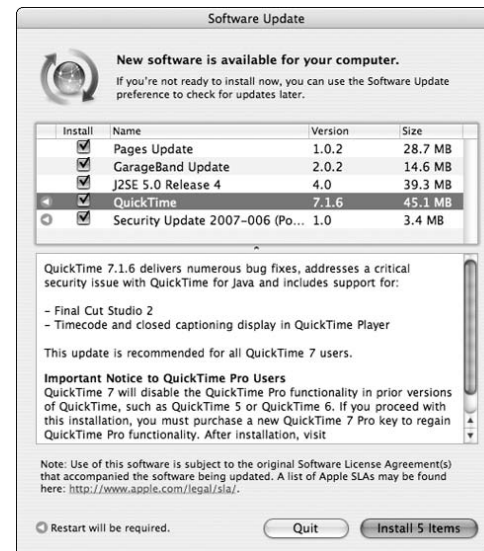 Software Update
New software is available for your computer.
If you're not ready to install now, you can use the Software Update
preference to check for updates later.
Install Name Version Size
Pages Update 1.0.2 28.7 MB
GarageBand Update 2.0.2 14.6 MB
J2SE 5.0 Release 4 4.0 39.3 MB
QuickTime 7.1.6 45.1 MB
Security Update 2007-006 (Po... 1.0 3.4 MB
QuickTime 7.1.6 delivers numerous bug fixes, addresses a critical
security issue with QuickTime for Java and includes support for:
- Final Cut Studio 2
- Timecode and closed captioning display in QuickTime Player
This update is recommended for all QuickTime 7 users.
Important Notice to QuickTime Pro Users
QuickTime 7 will disable the QuickTime Pro functionality in prior versions
of QuickTime, such as QuickTime 5 or QuickTime 6. If you proceed with
this installation, you must purchase a new QuickTime 7 Pro key to regain
QuickTime Pro functionality. After installation, visit
Note: Use of this software is subject to the original Software License Agreement(s)
that accompanied the software being updated. A list of Apple SLAs may be found
here: http://www.apple.com/legal/sla/.
Restart will be required. Quit Install 5 Items